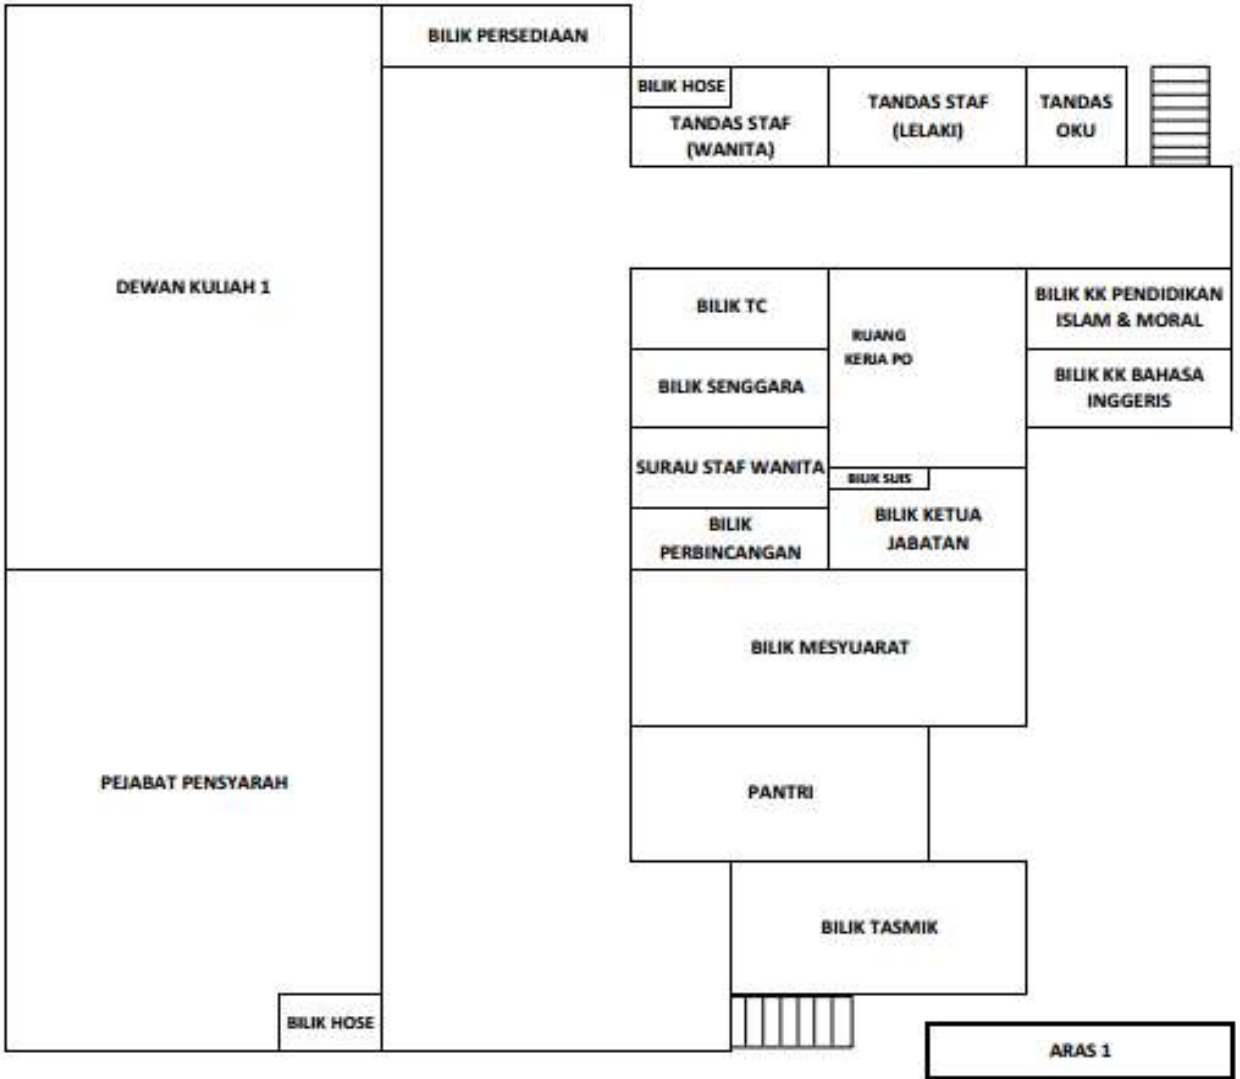 BILIK PERSEDIAAN
BILIK HOSE
TANDAS STAF
(WANITA)
TANDAS STAF
(LELAKI)
TANDAS
OKU
DEWAN KULIAH 1
BILIK TC
RUANG
KERJA PO
BILIK KK PENDIDIKAN
ISLAM & MORAL
BILIK SENGGARA
BILIK KK BAHASA
INGGERIS
SURAU STAF WANITA
BILIK SUIS
BILIK
PERBINCANGAN
BILIK KETUA
JABATAN
BILIK MESYUARAT
PEJABAT PENSYARAH
PANTRI
BILIK TASMIK
BILIK HOSE
ARAS 1